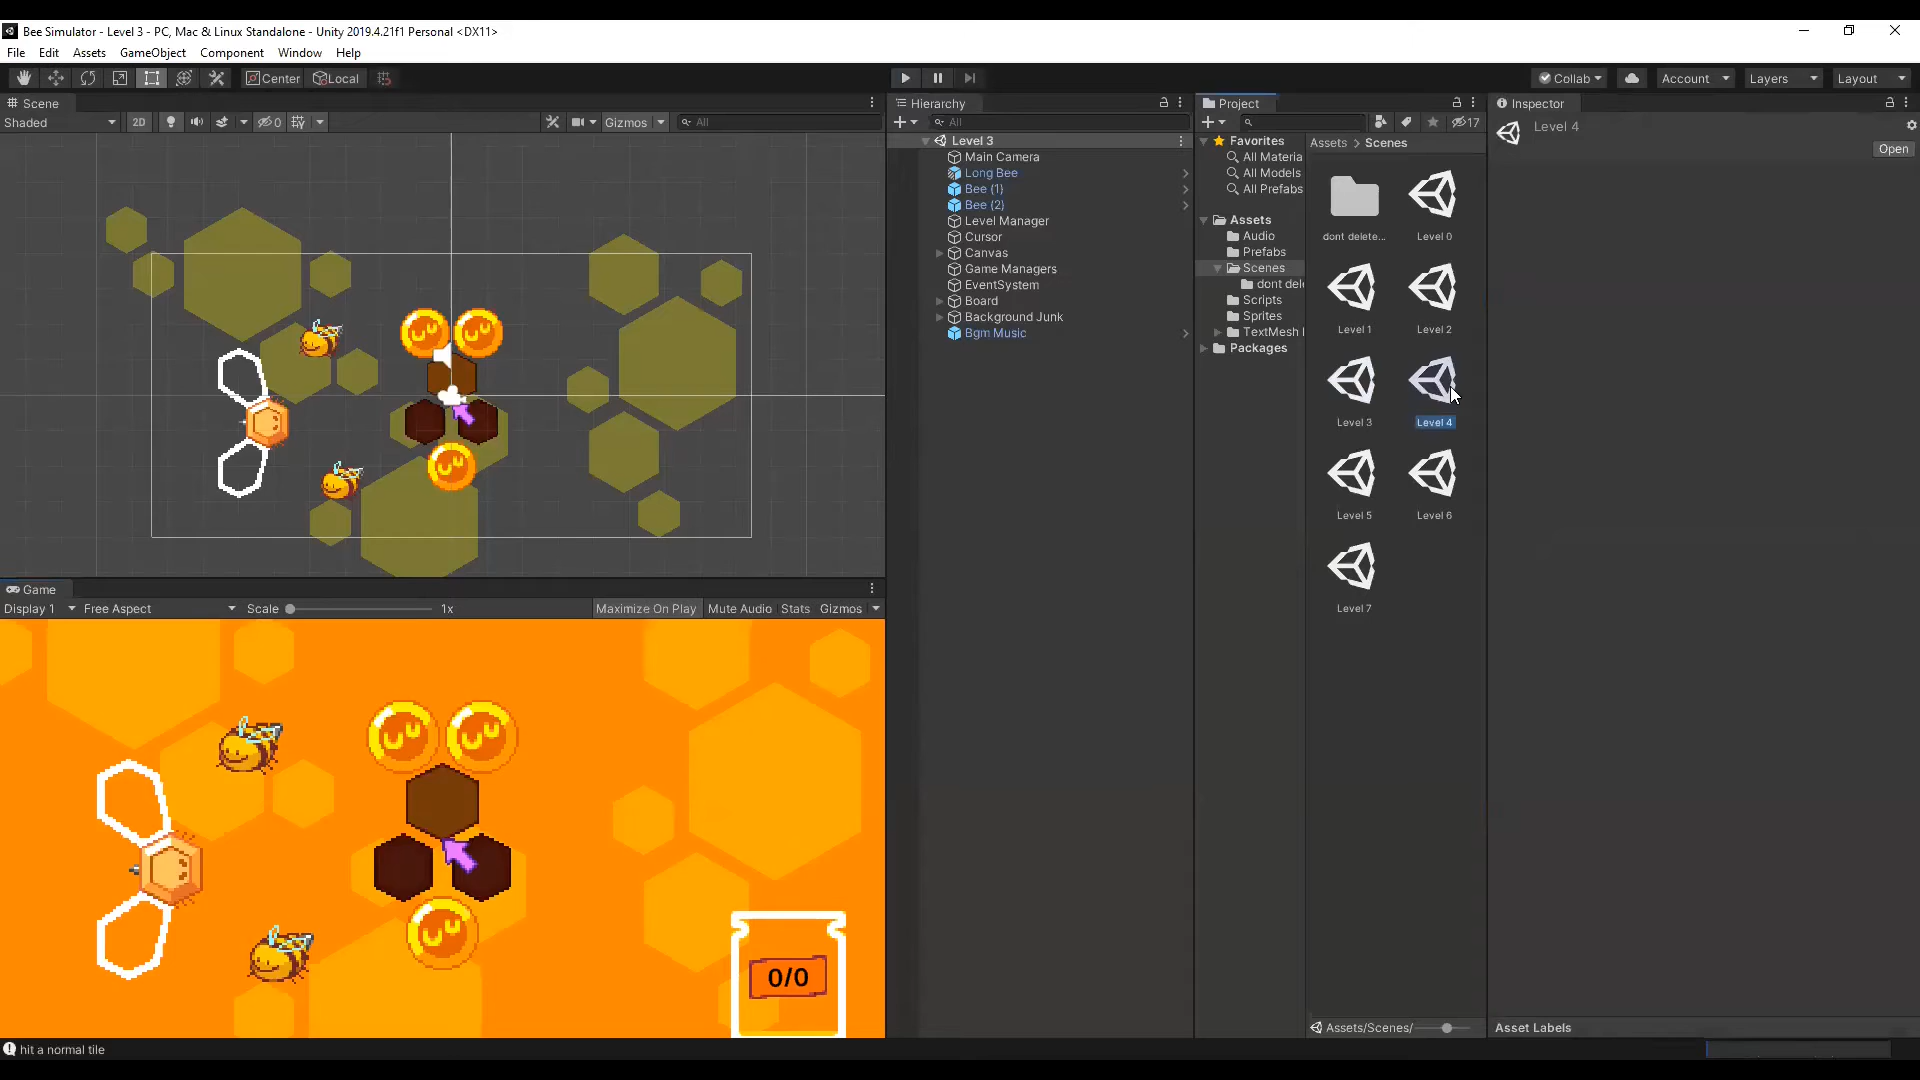 Bee Simulator - Level 3 - PC, Mac & Linux Standalone - Unity 2019.4.21f1 Personal <DX11>
File Edit Assets GameObject Component Window Help
Center Local Collab Account Layers Layout
Scene
Shaded 2D 0 Gizmos All
Hierarchy
All
Level 3
Main Camera
Long Bee
Bee (1)
Bee (2)
Level Manager
Cursor
Canvas
Game Managers
EventSystem
Board
Background Junk
Bgm Music
Project
17
Favorites
All Materia
All Models
All Prefabs
Assets
Audio
Prefabs
Scenes
dont dele
Scripts
Sprites
TextMesh
Packages
Assets > Scenes
dont delete... Level 0
Level 1 Level 2
Level 3 Level 4
Level 5 Level 6
Level 7
Assets/Scenes/
Inspector
Level 4
Open
Asset Labels
Game
Display 1 Free Aspect Scale 1x Maximize On Play Mute Audio Stats Gizmos
0/0
hit a normal tile